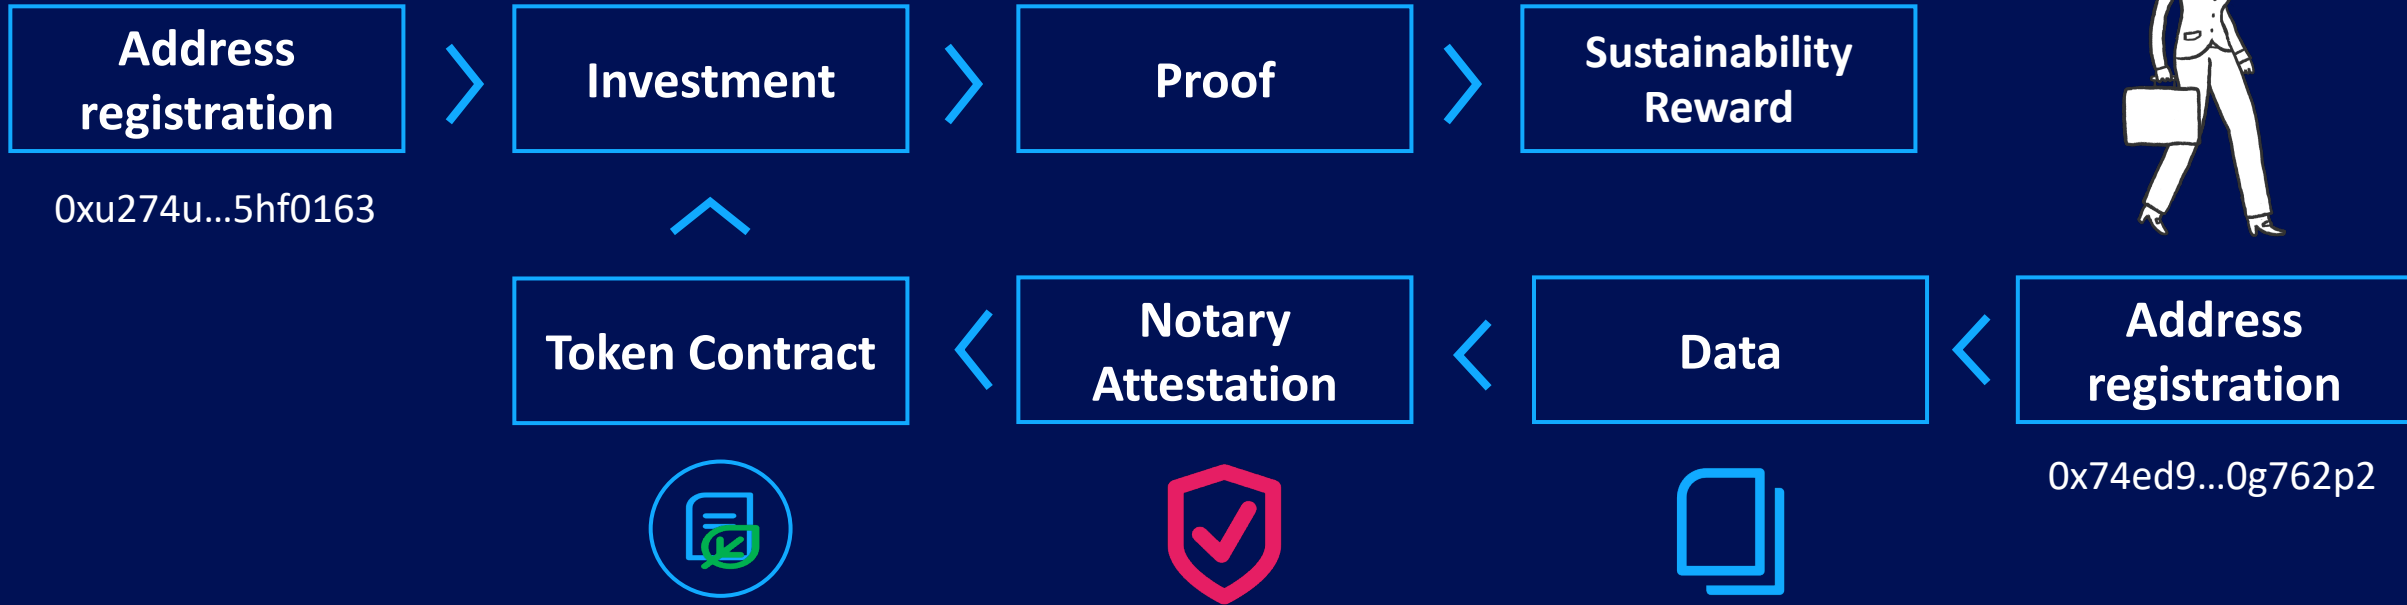 Address
registration
Investment
Proof
Sustainability
Reward
0xu274u...5hf0163
Token Contract
Notary
Attestation
Data
Address
registration
0x74ed9...0g762p2